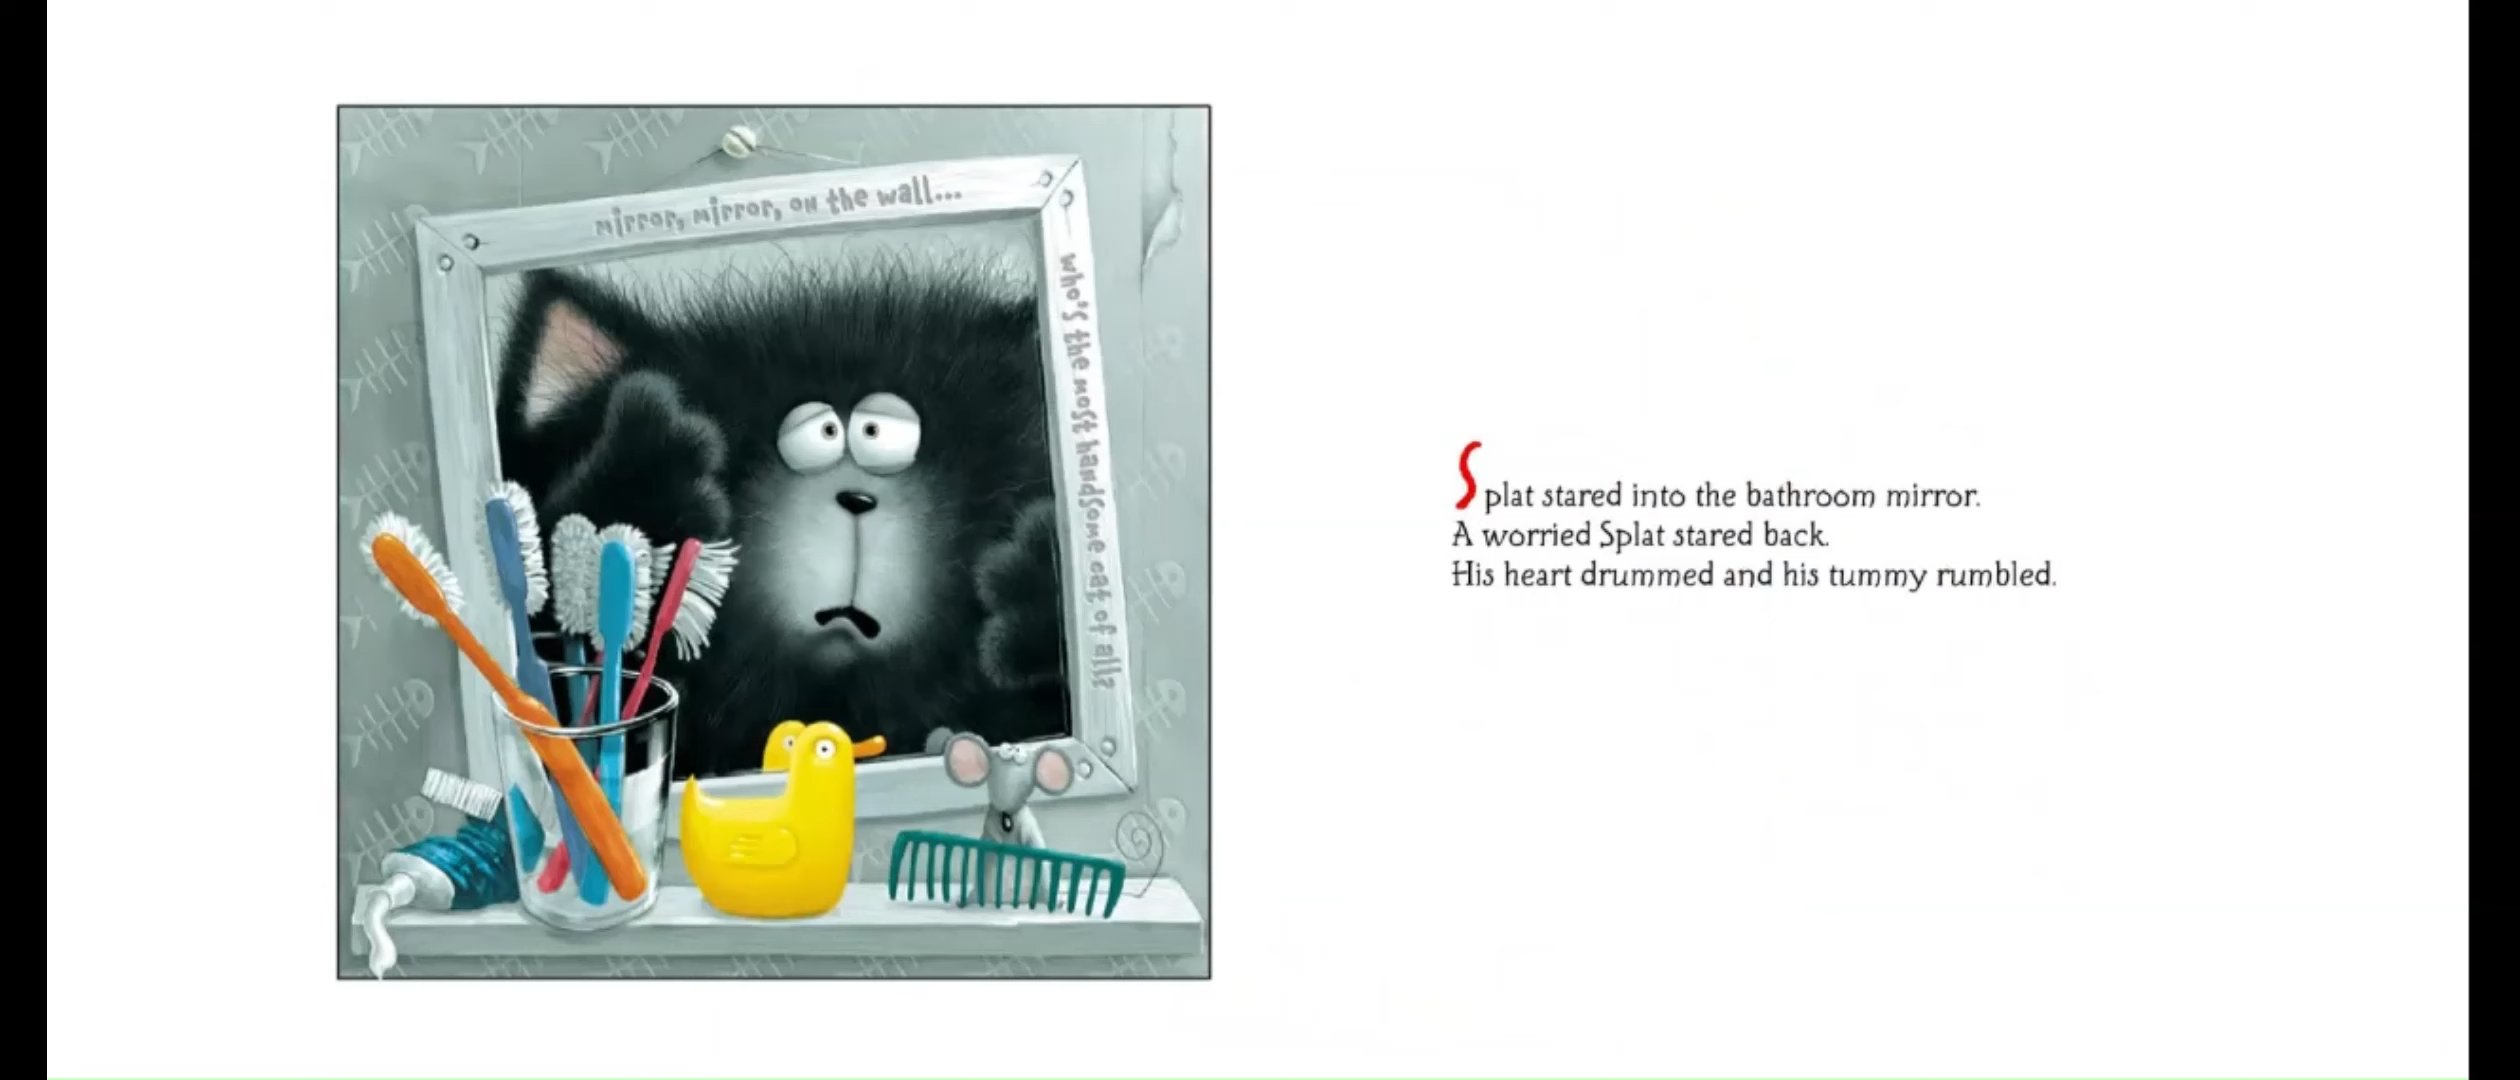 mirror, mirror, on the wall...
who's the most handsome cat of all?
Splat stared into the bathroom mirror.
A worried Splat stared back.
His heart drummed and his tummy rumbled.